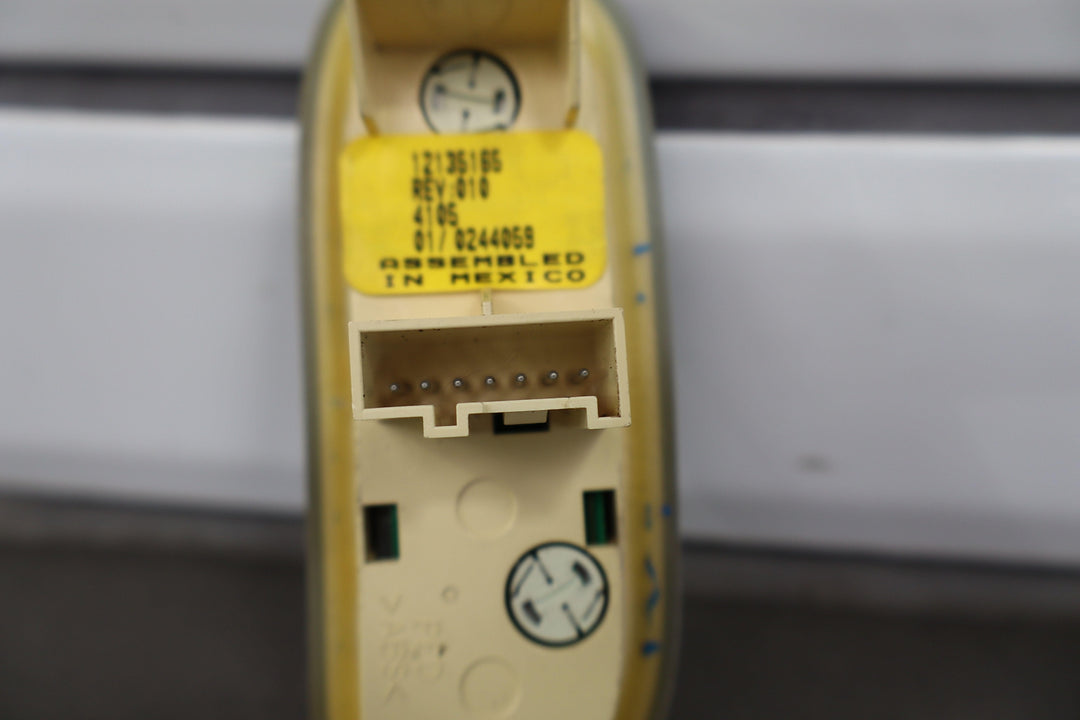 12135165
REV:010
4105
01/0244059
ASSEMBLED
IN MEXICO